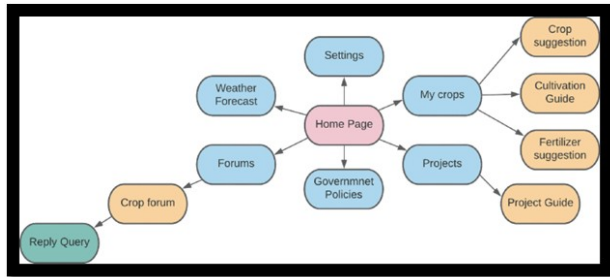 Crop
suggestion
Settings
Weather
Forecast
My crops
Cultivation
Guide
Home Page
Fertilizer
suggestion
Forums
Projects
Governmnet
Policies
Crop forum
Project Guide
Reply Query